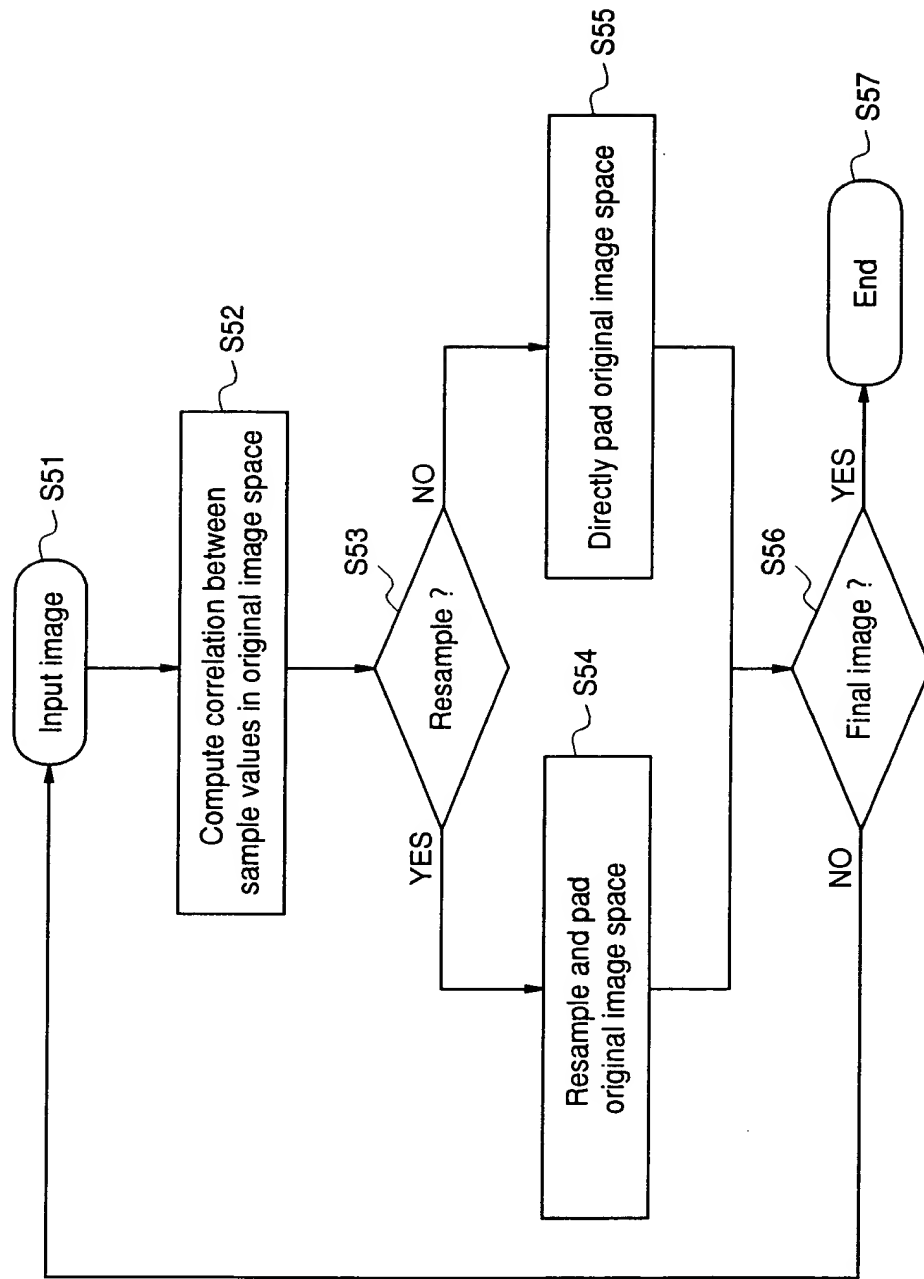 Input image
S51
Compute correlation between
sample values in original image space
S52
Resample ?
S53
YES
NO
Resample and pad
original image space
S54
Directly pad original image space
S55
Final image ?
S56
NO
YES
End
S57